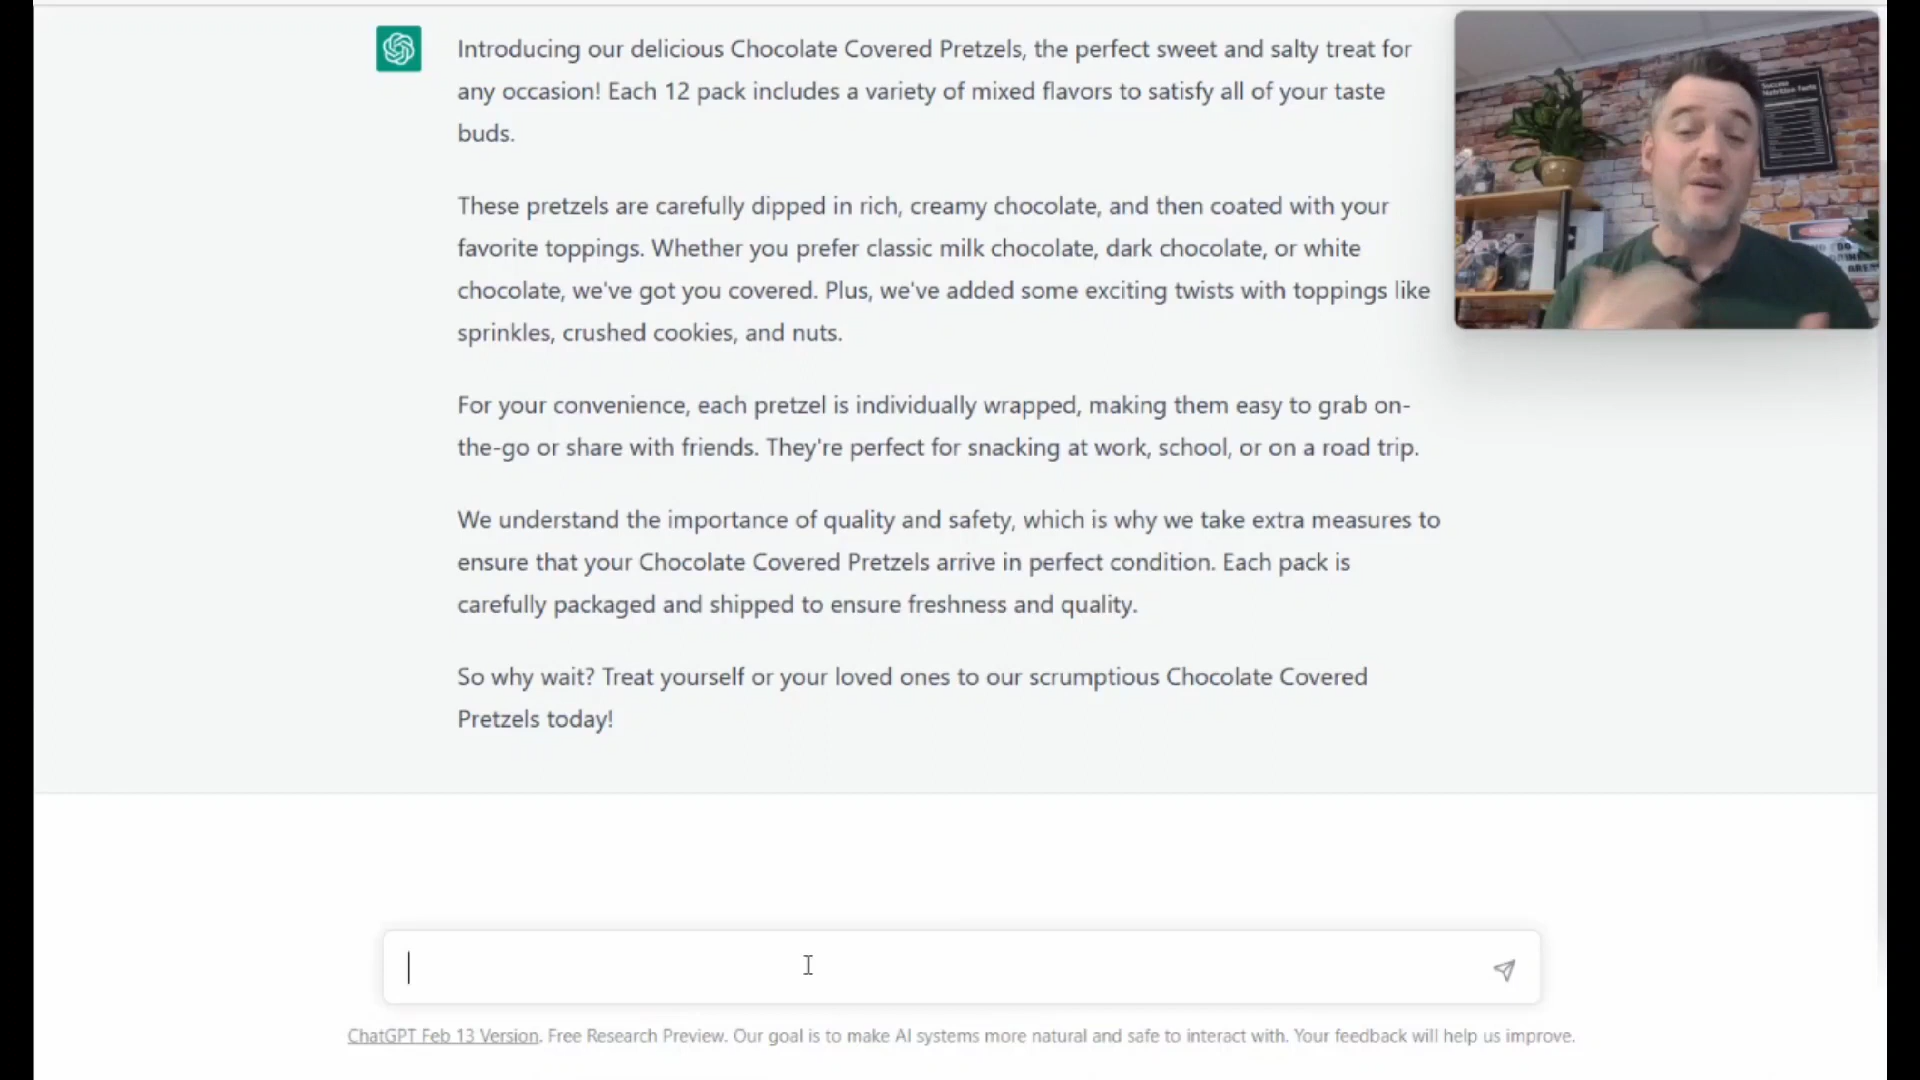 Introducing our delicious Chocolate Covered Pretzels, the perfect sweet and salty treat for
any occasion! Each 12 pack includes a variety of mixed flavors to satisfy all of your taste
buds.
These pretzels are carefully dipped in rich, creamy chocolate, and then coated with your
favorite toppings. Whether you prefer classic milk chocolate, dark chocolate, or white
chocolate, we've got you covered. Plus, we've added some exciting twists with toppings like
sprinkles, crushed cookies, and nuts.
For your convenience, each pretzel is individually wrapped, making them easy to grab on-
the-go or share with friends. They're perfect for snacking at work, school, or on a road trip.
We understand the importance of quality and safety, which is why we take extra measures to
ensure that your Chocolate Covered Pretzels arrive in perfect condition. Each pack is
carefully packaged and shipped to ensure freshness and quality.
So why wait? Treat yourself or your loved ones to our scrumptious Chocolate Covered
Pretzels today!
ChatGPT Feb 13 Version. Free Research Preview. Our goal is to make AI systems more natural and safe to interact with. Your feedback will help us improve.
Success
Nutrition Facts